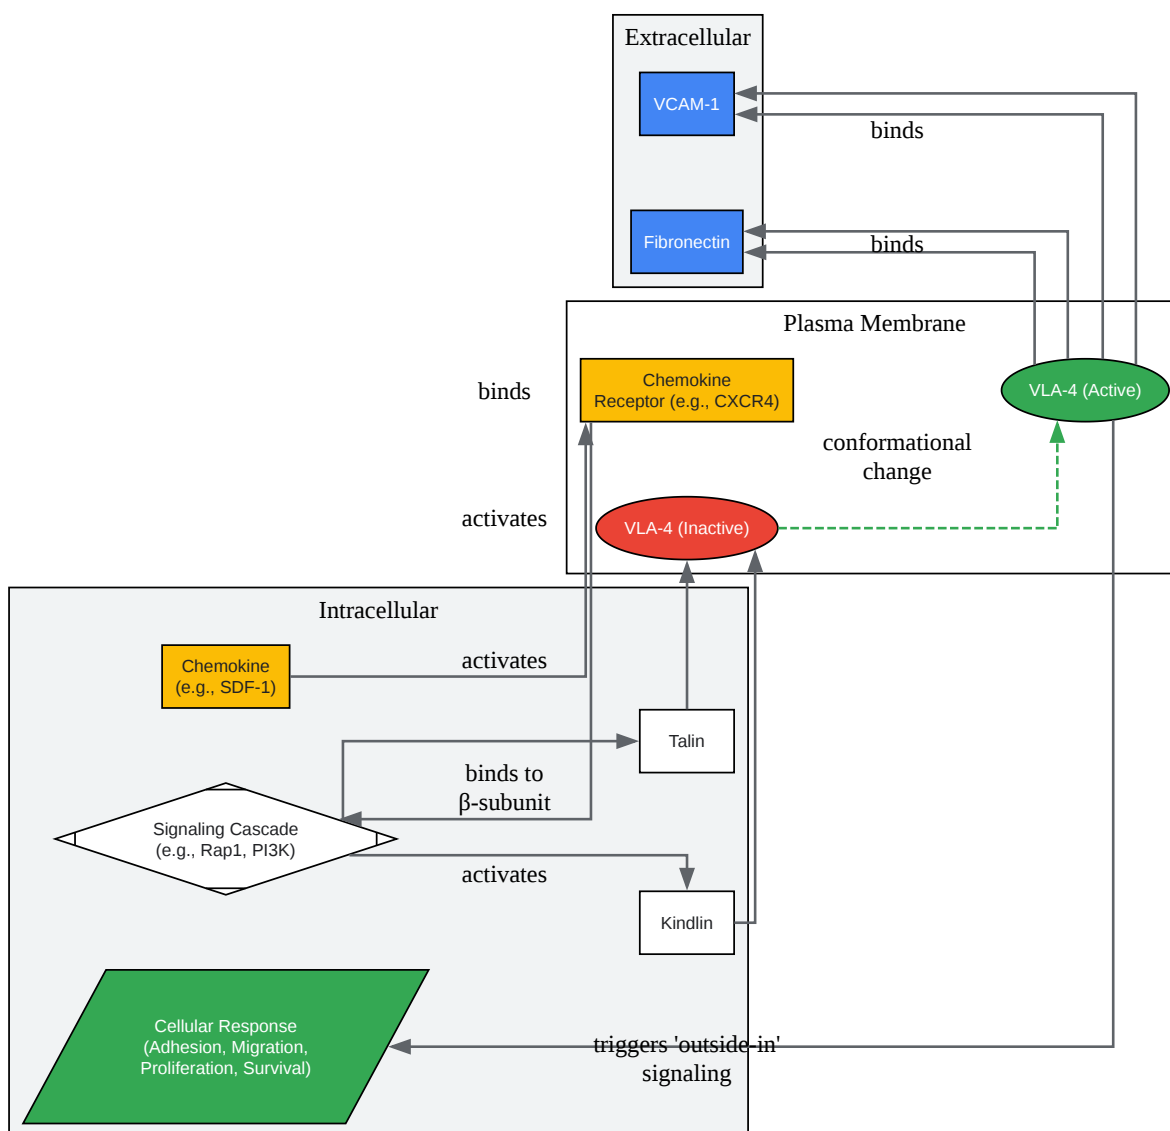 Extracellular
VCAM-1
binds
Fibronectin
binds
Plasma Membrane
binds
Chemokine
Receptor (e.g., CXCR4)
VLA-4 (Active)
conformational
change
activates
VLA-4 (Inactive)
Intracellular
Chemokine
(e.g., SDF-1)
activates
Talin
binds to
β-subunit
Signaling Cascade
(e.g., Rap1, PI3K)
activates
Kindlin
Cellular Response
(Adhesion, Migration,
Proliferation, Survival)
triggers 'outside-in'
signaling